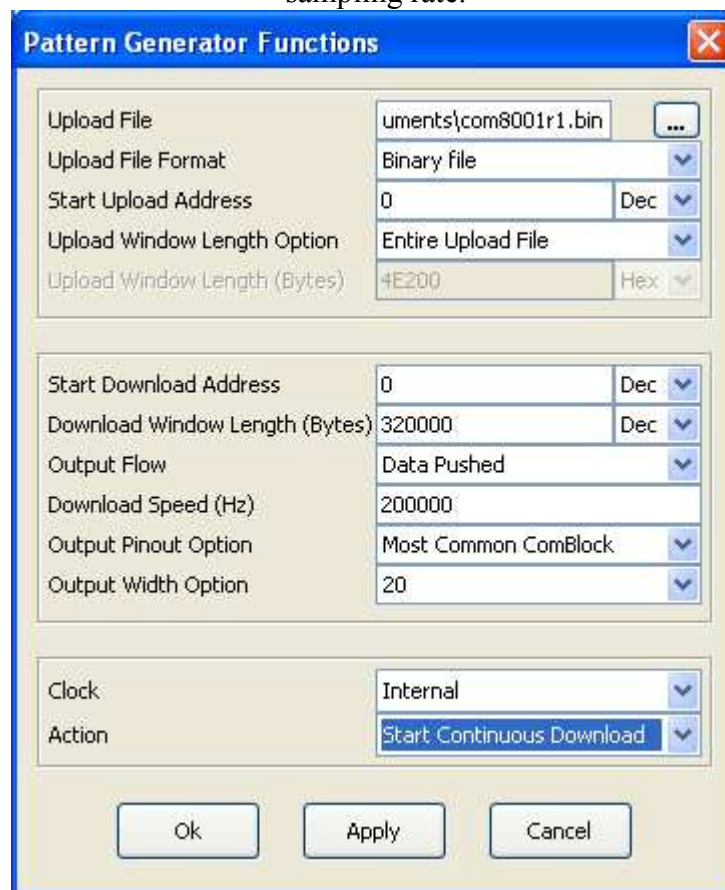 sampling rate.
Pattern Generator Functions
Upload File uments\com8001r1.bin ...
Upload File Format Binary file
Start Upload Address 0 Dec
Upload Window Length Option Entire Upload File
Upload Window Length (Bytes) 4E200 Hex
Start Download Address 0 Dec
Download Window Length (Bytes) 320000 Dec
Output Flow Data Pushed
Download Speed (Hz) 200000
Output Pinout Option Most Common ComBlock
Output Width Option 20
Clock Internal
Action Start Continuous Download
Ok Apply Cancel